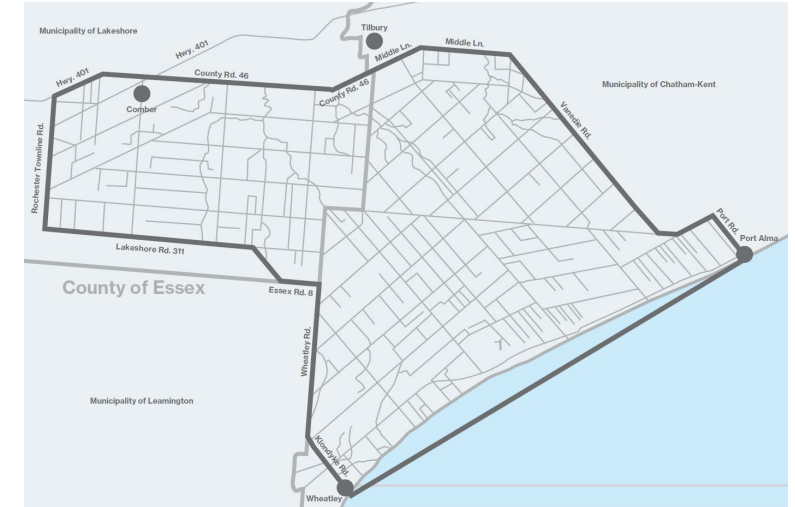 Tilbury
Municipality of Lakeshore
Hwy. 401
Middle Ln.
Middle Ln.
Hwy. 401
County Rd. 46
County Rd. 46
Municipality of Chatham-Kent
Comber
Vanedie Rd.
Rochester Townline Rd.
Port Rd.
Port Alma
Lakeshore Rd. 311
County of Essex
Essex Rd. 8
Wheatley Rd.
Municipality of Leamington
Klondyke Rd.
Wheatley